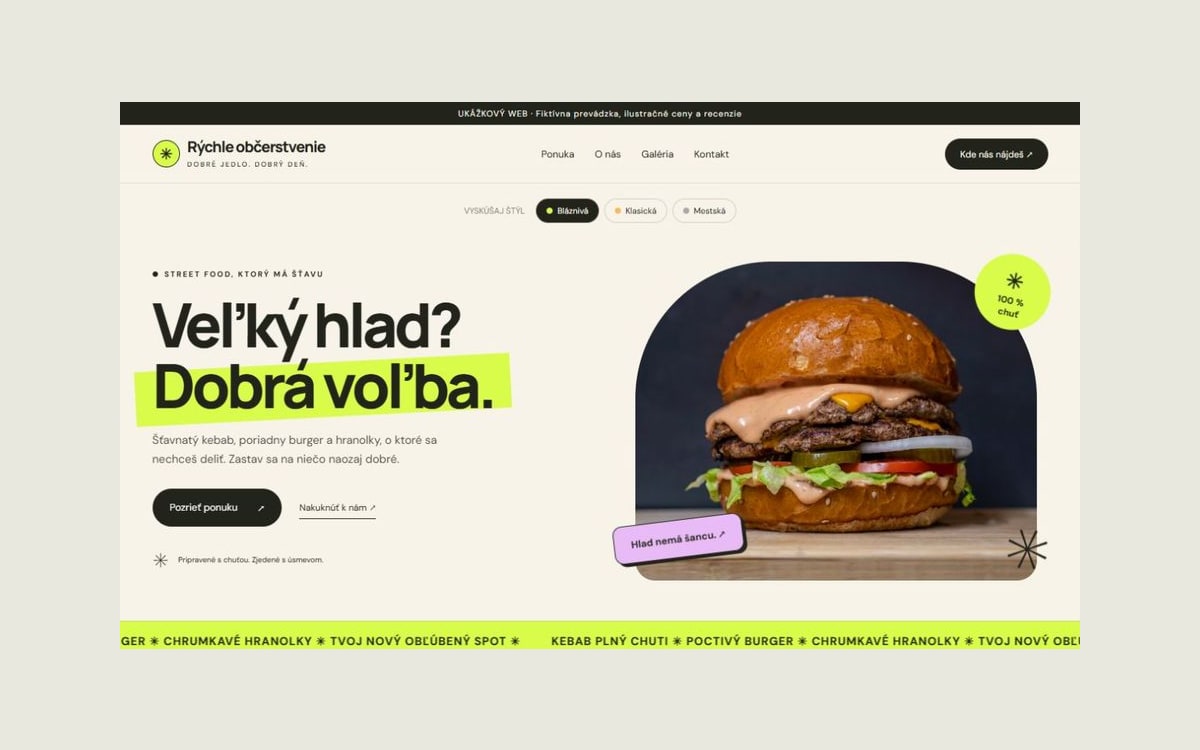 UKÁŽKOVÝ WEB · Fiktívna prevádzka, ilustračné ceny a recenzie
Rýchle občerstvenie
DOBRÉ JEDLO. DOBRÝ DEŇ.
Ponuka O nás Galéria Kontakt
Kde nás nájdeš ↗
VYSKÚŠAJ ŠTÝL Bláznivá Klasická Mestská
STREET FOOD, KTORÝ MÁ ŠŤAVU
Veľký hlad?
Dobrá voľba.
Šťavnatý kebab, poriadny burger a hranolky, o ktoré sa
nechceš deliť. Zastav sa na niečo naozaj dobré.
Pozrieť ponuku ↗
Nakuknúť k nám ↗
Pripravené s chuťou. Zjedené s úsmevom.
100 %
chuť
Hlad nemá šancu. ↗
GER ✳ CHRUMKAVÉ HRANOLKY ✳ TVOJ NOVÝ OBĽÚBENÝ SPOT ✳ KEBAB PLNÝ CHUTI ✳ POCTIVÝ BURGER ✳ CHRUMKAVÉ HRANOLKY ✳ TVOJ NOVÝ OBĽÚ